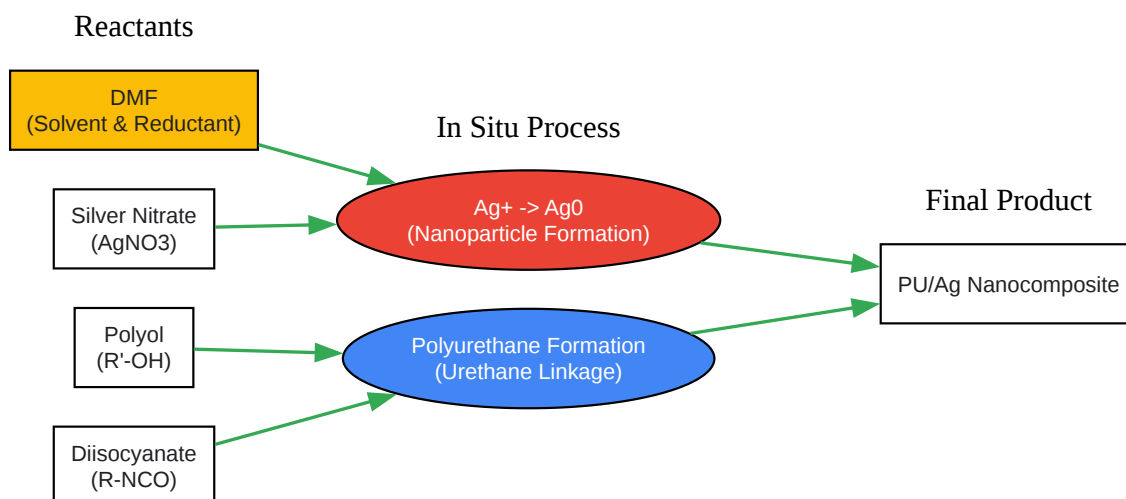 Reactants
DMF
(Solvent & Reductant)
Silver Nitrate
(AgNO3)
Polyol
(R'-OH)
Diisocyanate
(R-NCO)
In Situ Process
Ag+ -> Ag0
(Nanoparticle Formation)
Polyurethane Formation
(Urethane Linkage)
Final Product
PU/Ag Nanocomposite